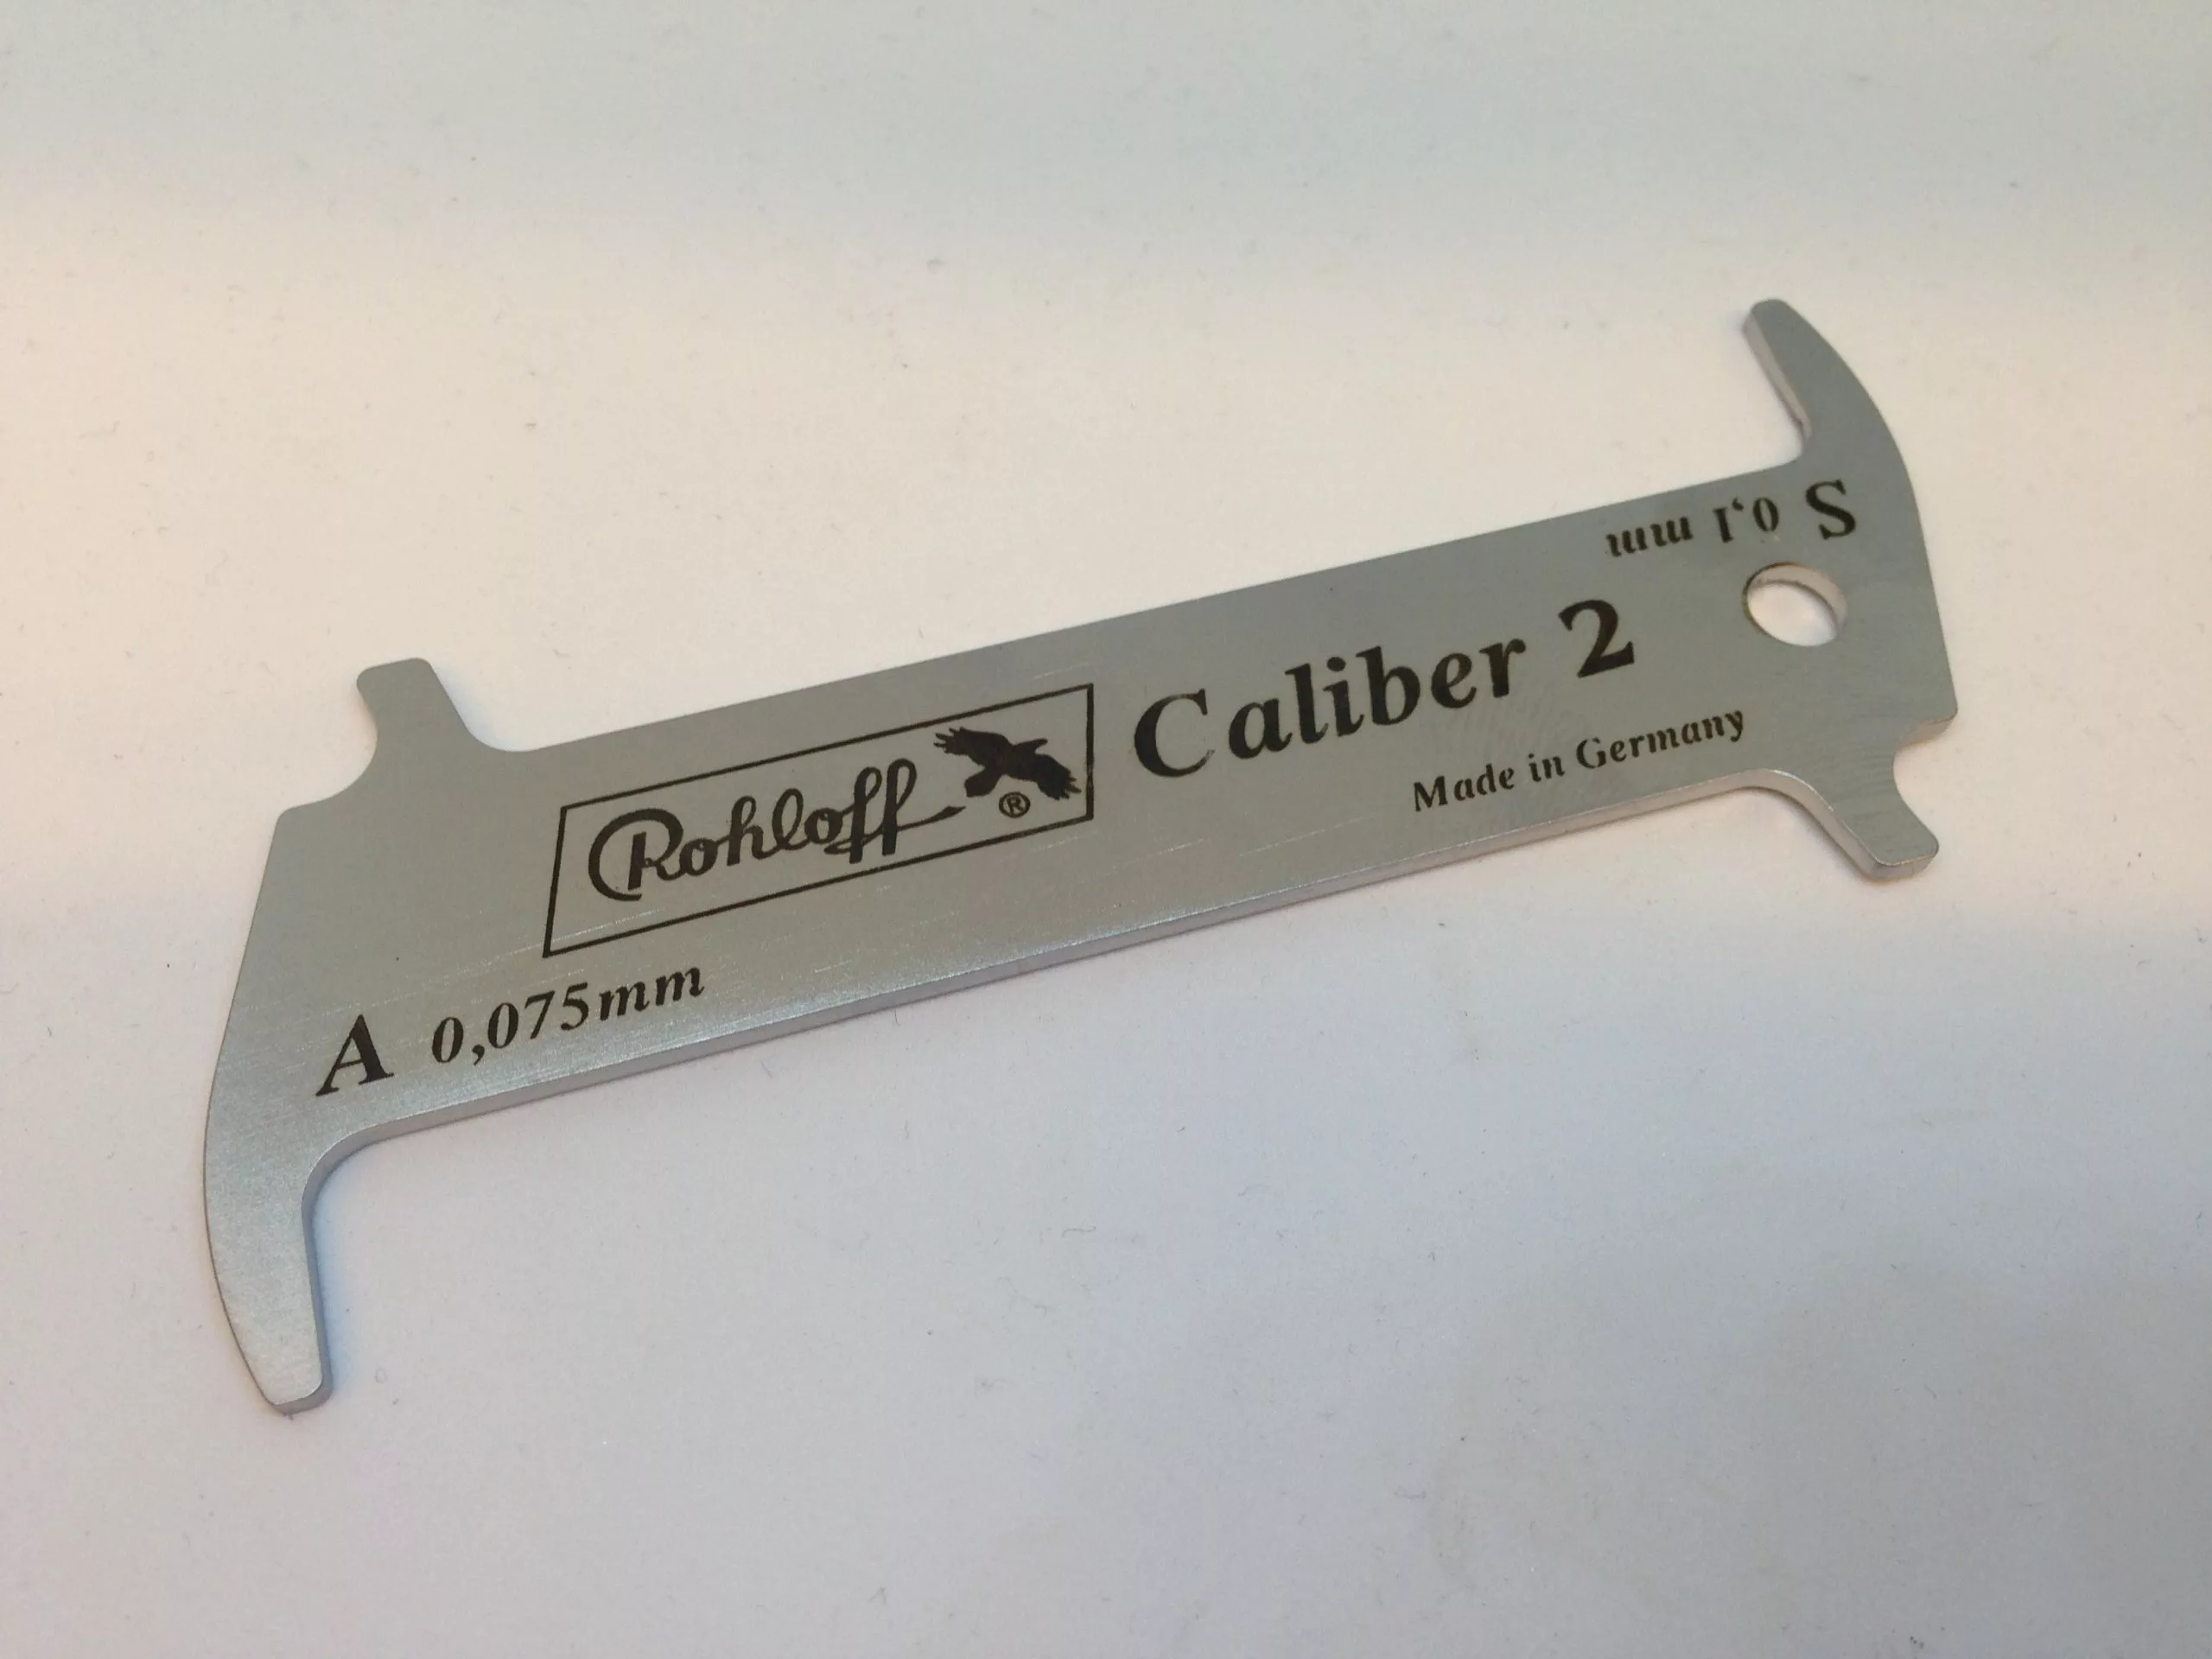 S 0,1 mm
Caliber 2
Rohloff ®
Made in Germany
A 0,075mm